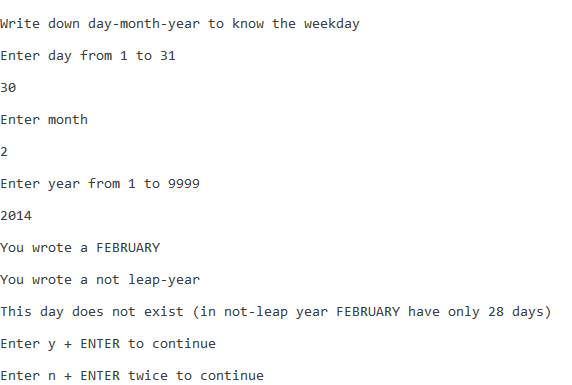 Write down day-month-year to know the weekday
Enter day from 1 to 31
30
Enter month
2
Enter year from 1 to 9999
2014
You wrote a FEBRUARY
You wrote a not leap-year
This day does not exist (in not-leap year FEBRUARY have only 28 days)
Enter y + ENTER to continue
Enter n + ENTER twice to continue